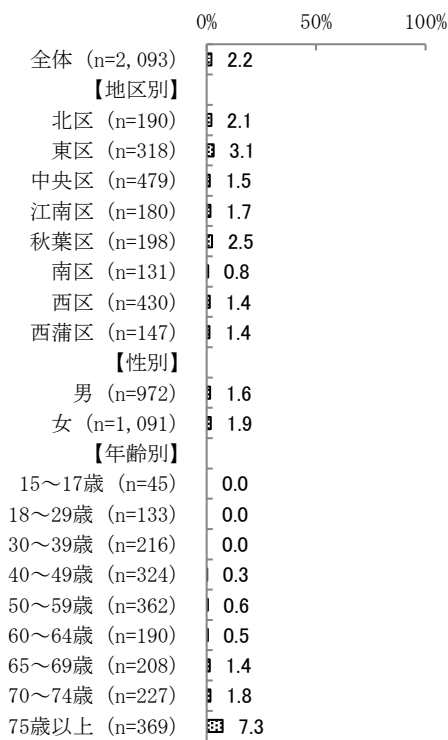 0% 50% 100%
全体 (n=2,093) 2.2
【地区別】
北区 (n=190) 2.1
東区 (n=318) 3.1
中央区 (n=479) 1.5
江南区 (n=180) 1.7
秋葉区 (n=198) 2.5
南区 (n=131) 0.8
西区 (n=430) 1.4
西蒲区 (n=147) 1.4
【性別】
男 (n=972) 1.6
女 (n=1,091) 1.9
【年齢別】
15～17歳 (n=45) 0.0
18～29歳 (n=133) 0.0
30～39歳 (n=216) 0.0
40～49歳 (n=324) 0.3
50～59歳 (n=362) 0.6
60～64歳 (n=190) 0.5
65～69歳 (n=208) 1.4
70～74歳 (n=227) 1.8
75歳以上 (n=369) 7.3